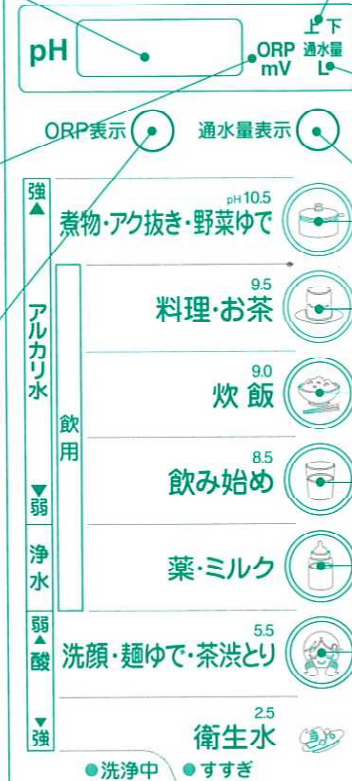 上 下
pH ORP 通水量
mV L
ORP表示 通水量表示
強
▲
アルカリ水
▼
弱
浄水
弱
▲
酸
▼
強
飲用
pH10.5
煮物・アク抜き・野菜ゆで
9.5
料理・お茶
9.0
炊飯
8.5
飲み始め
薬・ミルク
5.5
洗顔・麺ゆで・茶渋とり
2.5
衛生水
●洗浄中 ●すすぎ